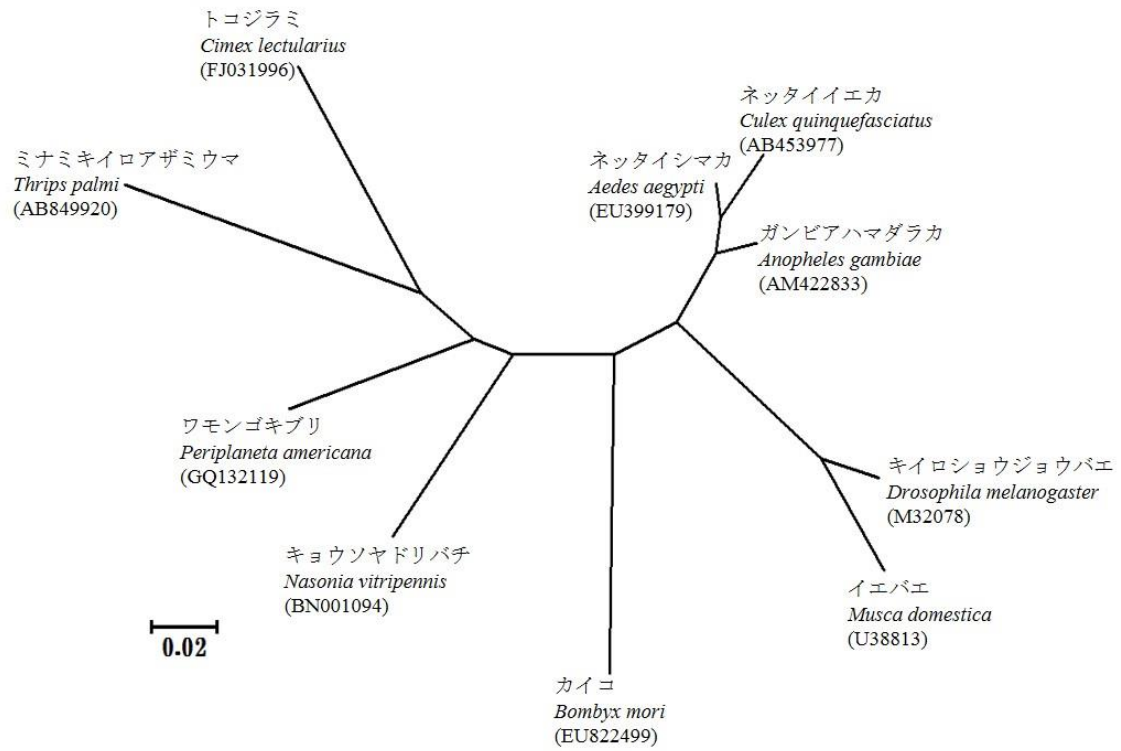 トコジラミ
Cimex lectularius
(FJ031996)
ネッタイイエカ
Culex quinquefasciatus
(AB453977)
ミナミキイロアザミウマ
Thrips palmi
(AB849920)
ネッタイシマカ
Aedes aegypti
(EU399179)
ガンビアハマダラカ
Anopheles gambiae
(AM422833)
ワモンゴキブリ
Periplaneta americana
(GQ132119)
キイロショウジョウバエ
Drosophila melanogaster
(M32078)
キョウソヤドリバチ
Nasonia vitripennis
(BN001094)
イエバエ
Musca domestica
(U38813)
0.02
カイコ
Bombyx mori
(EU822499)